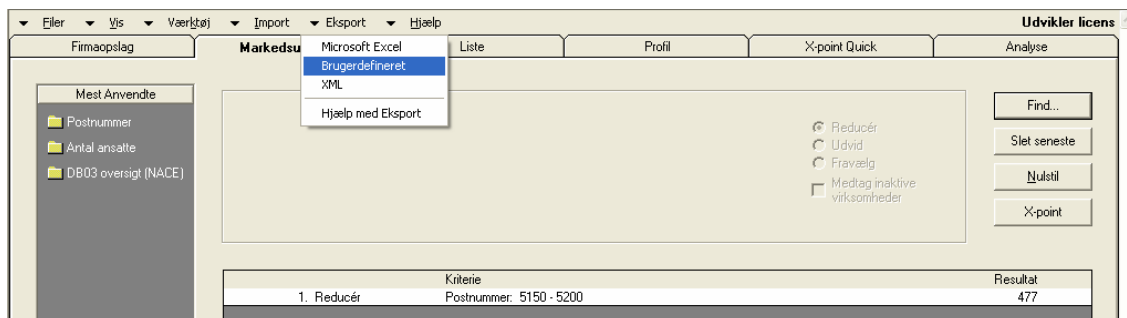 Filer Vis Værktøj Import Eksport Hjælp Udvikler licens
Firmaopslag Markedsu Liste Profil X-point Quick Analyse
Microsoft Excel
Brugerdefineret
XML
Hjælp med Eksport
Mest Anvendte
Postnummer
Antal ansatte
DB03 oversigt (NACE)
Reducér
Udvid
Fravælg
Medtag inaktive
virksomheder
Find...
Slet seneste
Nulstil
X-point
Kriterie Resultat
1. Reducér Postnummer: 5150 - 5200 477